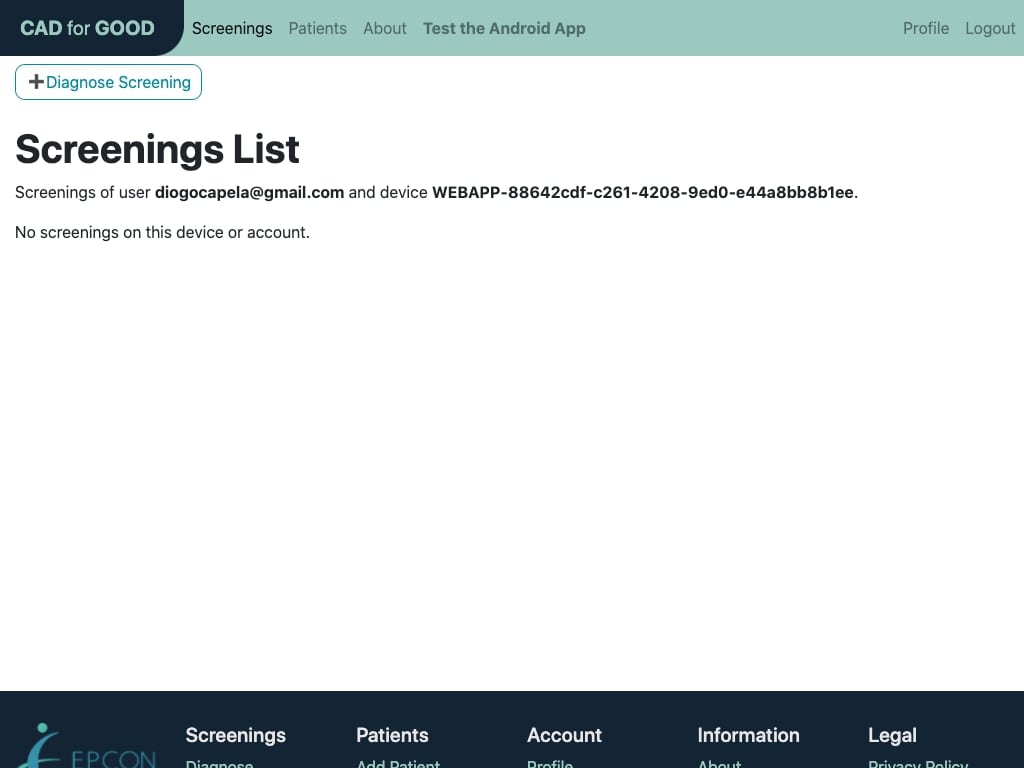 CAD for GOOD Screenings Patients About Test the Android App Profile Logout
+Diagnose Screening
Screenings List
Screenings of user diogocapela@gmail.com and device WEBAPP-88642cdf-c261-4208-9ed0-e44a8bb8b1ee.
No screenings on this device or account.
Screenings Patients Account Information Legal
EPCON Diagnose Add Patient Profile About Privacy Policy